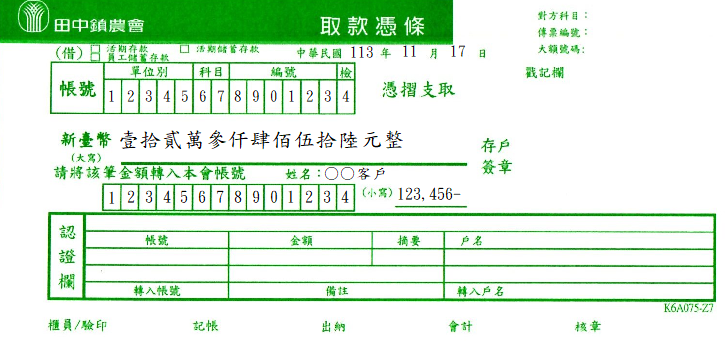 田中鎮農會 取款憑條
對方科目：
傳票編號：
大額號碼：
(借) 活期存款 活期儲蓄存款 中華民國 113 年 11 月 17 日
員工儲蓄存款
戳記欄
帳號 單位別 科目 編號 檢
1 2 3 4 5 6 7 8 9 0 1 2 3 4
憑摺支取
新臺幣 壹拾貳萬參仟肆佰伍拾陸元整
(大寫)
存戶
簽章
請將該筆金額轉入本會帳號 姓名：○○客戶
1 2 3 4 5 6 7 8 9 0 1 2 3 4 (小寫) 123,456-
認證欄
帳號 金額 摘要 戶名
轉入帳號 備註 轉入戶名
K6A075-Z7
櫃員/驗印 記帳 出納 會計 核章